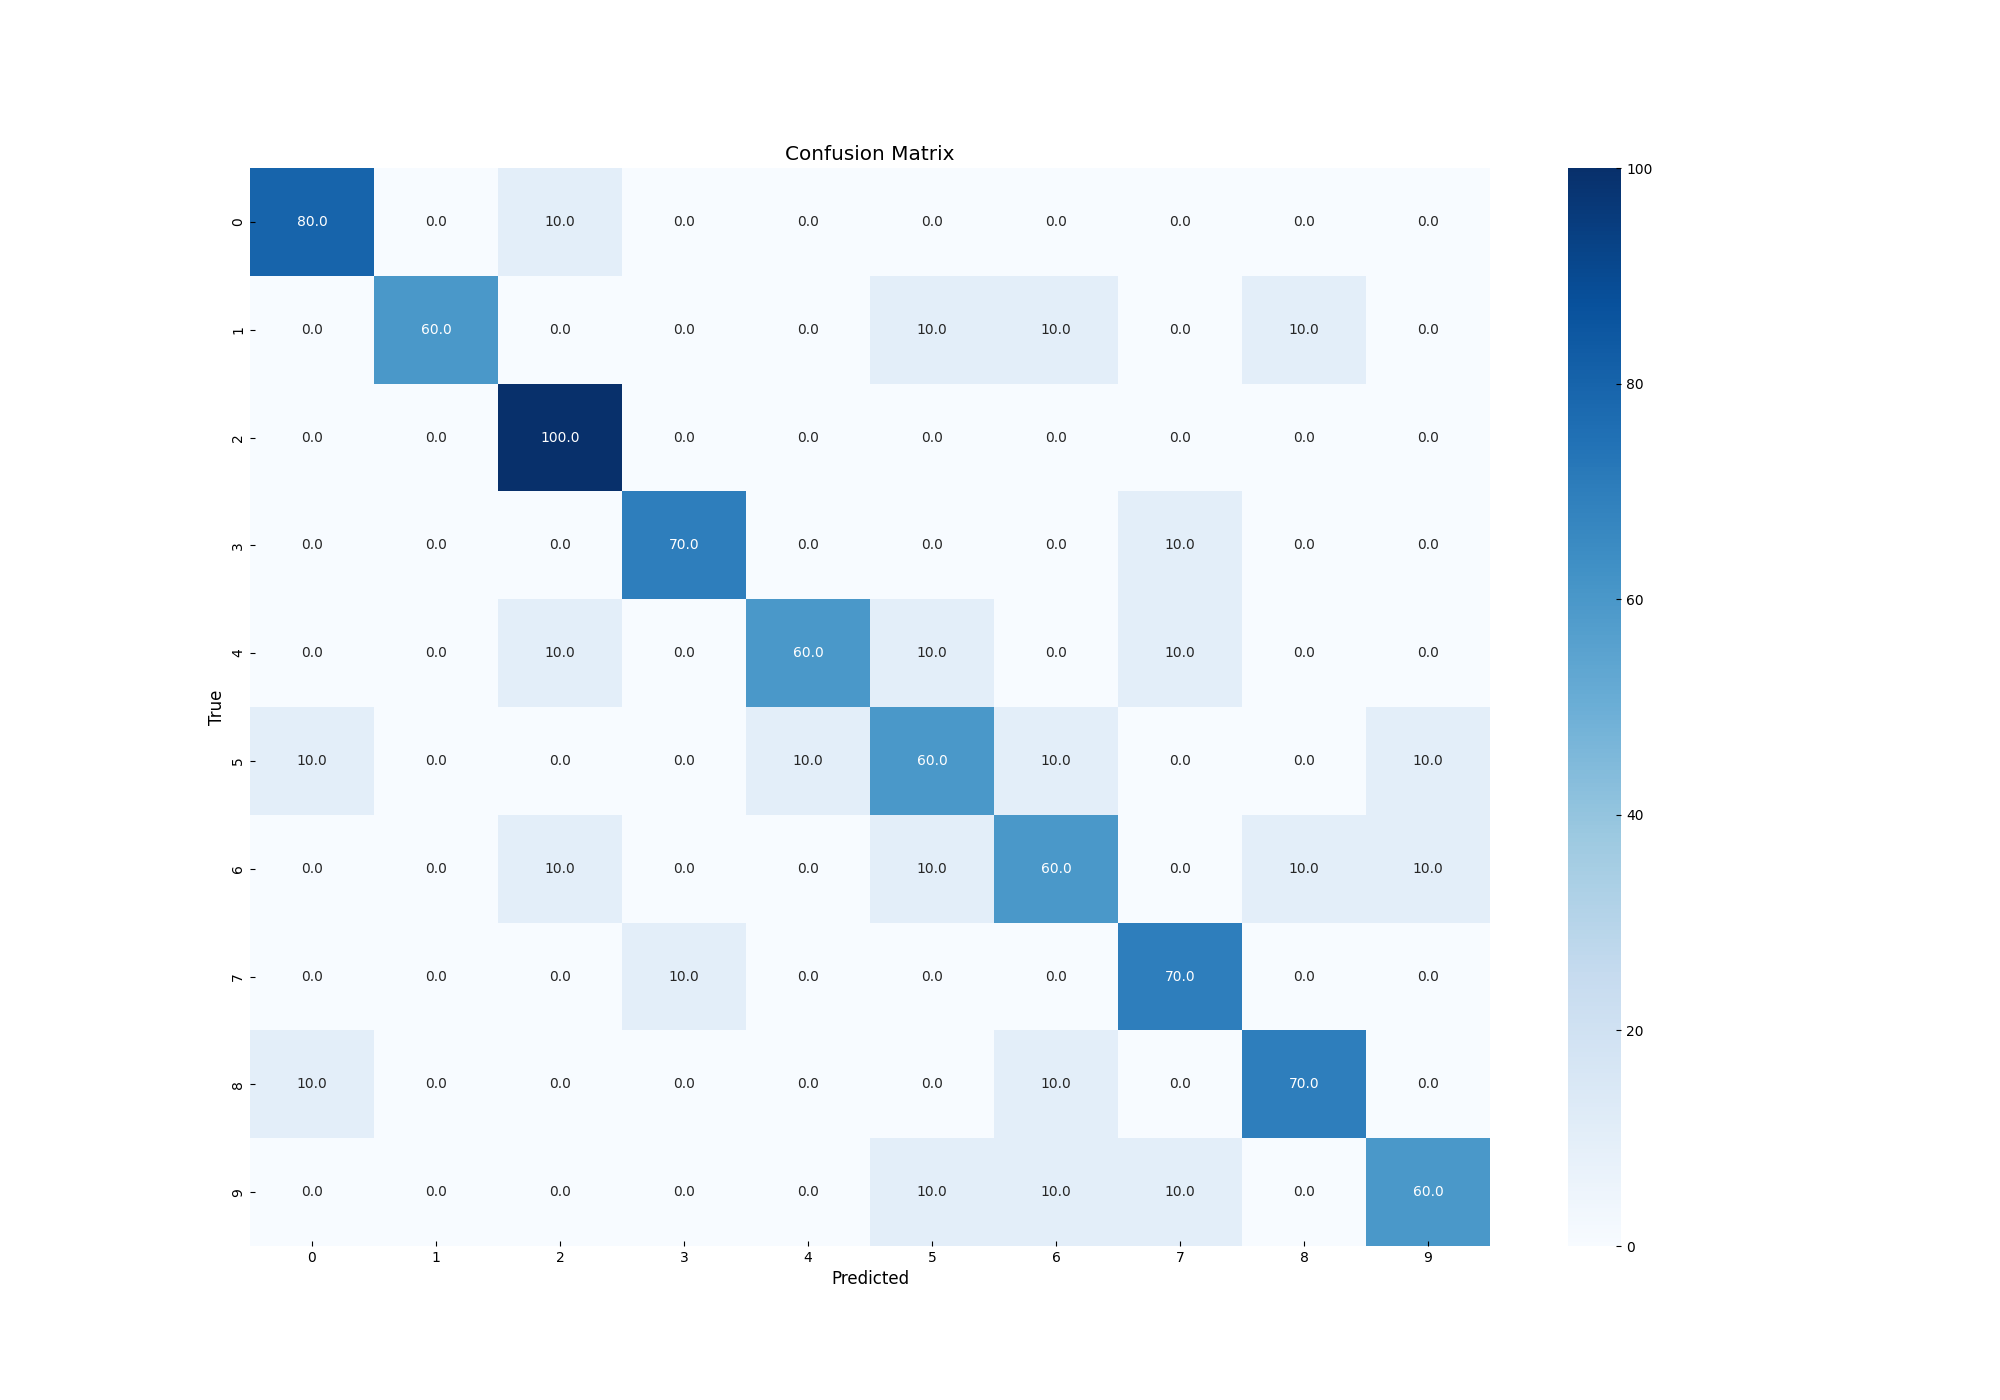 Confusion Matrix
0 80.0 0.0 10.0 0.0 0.0 0.0 0.0 0.0 0.0 0.0
1 0.0 60.0 0.0 0.0 0.0 10.0 10.0 0.0 10.0 0.0
2 0.0 0.0 100.0 0.0 0.0 0.0 0.0 0.0 0.0 0.0
3 0.0 0.0 0.0 70.0 0.0 0.0 0.0 10.0 0.0 0.0
4 0.0 0.0 10.0 0.0 60.0 10.0 0.0 10.0 0.0 0.0
5 10.0 0.0 0.0 0.0 10.0 60.0 10.0 0.0 0.0 10.0
6 0.0 0.0 10.0 0.0 0.0 10.0 60.0 0.0 10.0 10.0
7 0.0 0.0 0.0 10.0 0.0 0.0 0.0 70.0 0.0 0.0
8 10.0 0.0 0.0 0.0 0.0 0.0 10.0 0.0 70.0 0.0
9 0.0 0.0 0.0 0.0 0.0 10.0 10.0 10.0 0.0 60.0
0 1 2 3 4 5 6 7 8 9
Predicted
True
100
80
60
40
20
0